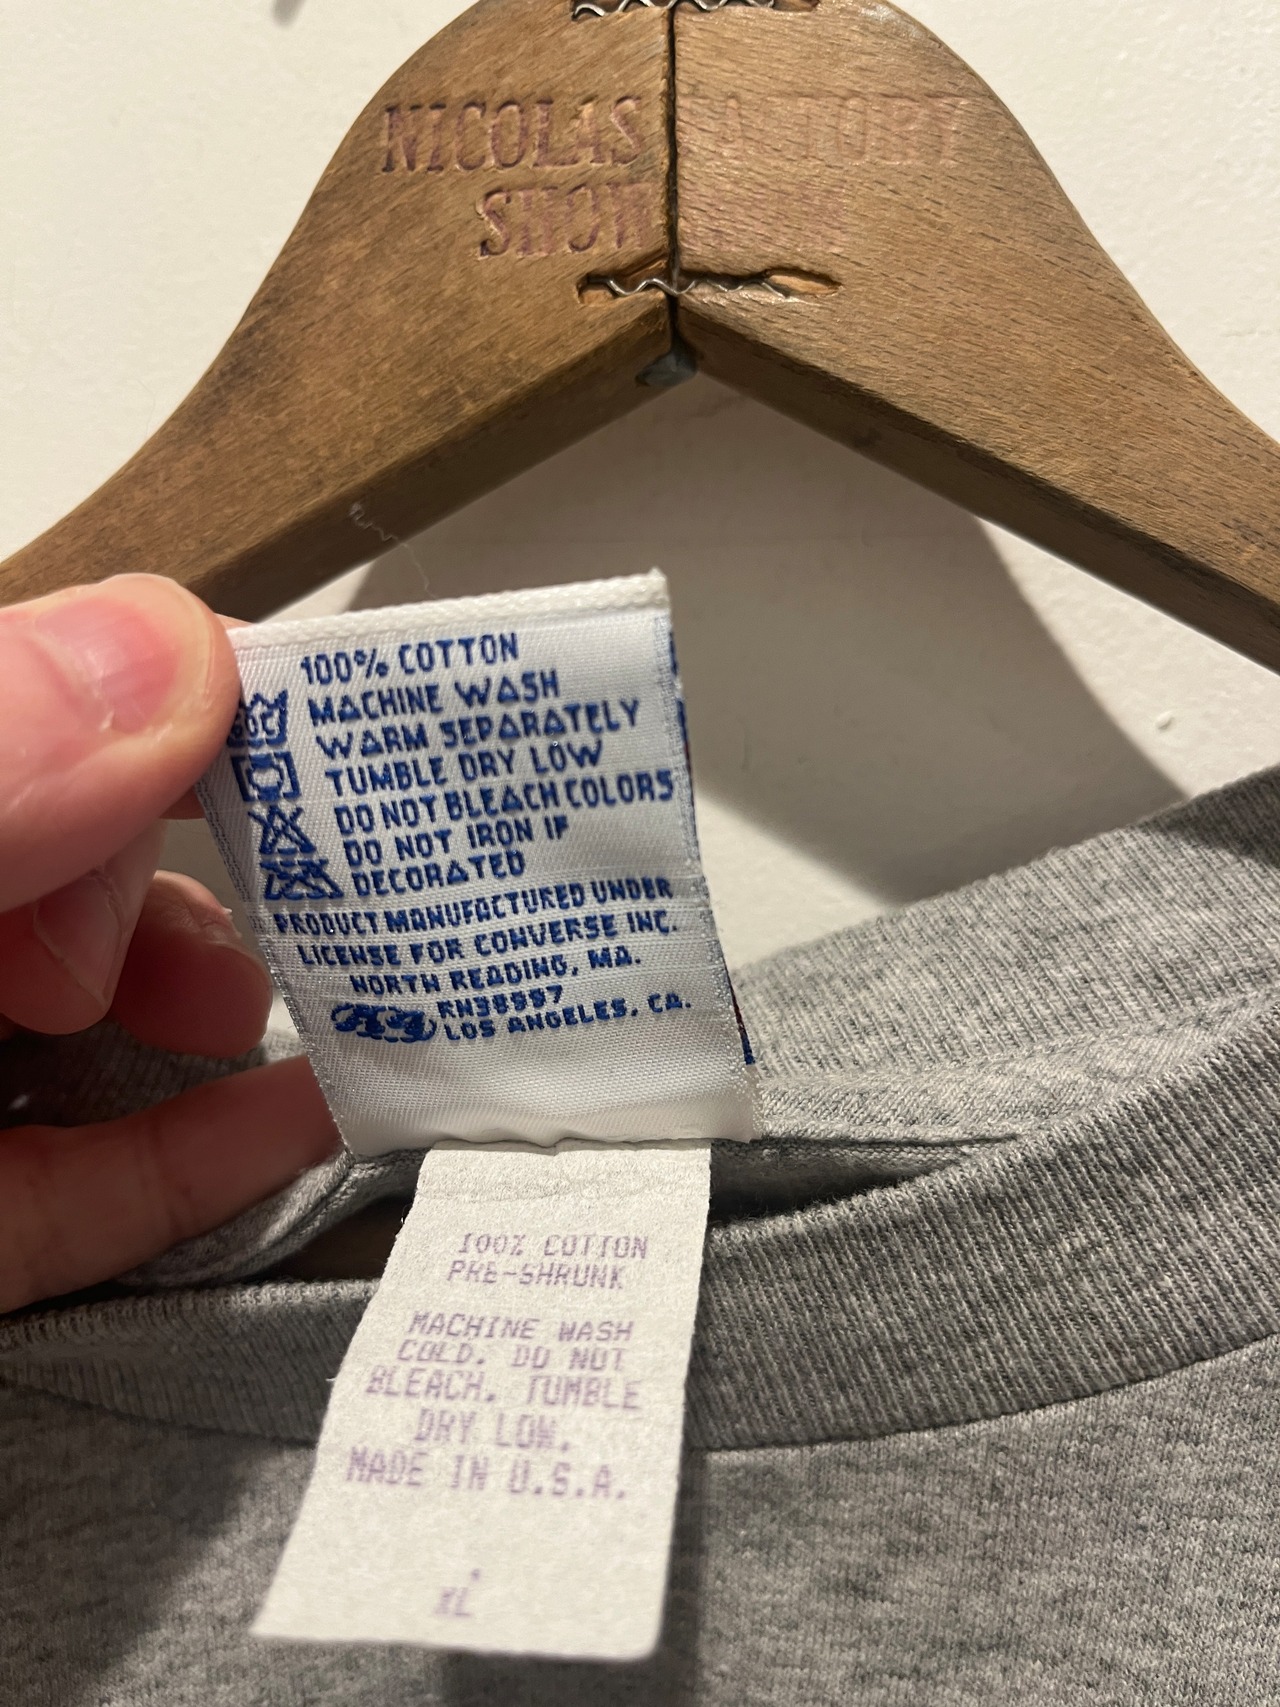 NICOLAS FACTORY
SHOW ROOM
100% COTTON
MACHINE WASH
WARM SEPARATELY
TUMBLE DRY LOW
DO NOT BLEACH COLORS
DO NOT IRON IF
DECORATED
PRODUCT MANUFACTURED UNDER
LICENSE FOR CONVERSE INC.
NORTH READING, MA.
LOS ANGELES, CA.
100% COTTON
PRE-SHRUNK
MACHINE WASH
COLD. DO NOT
BLEACH. TUMBLE
DRY LOW.
MADE IN U.S.A.
XL